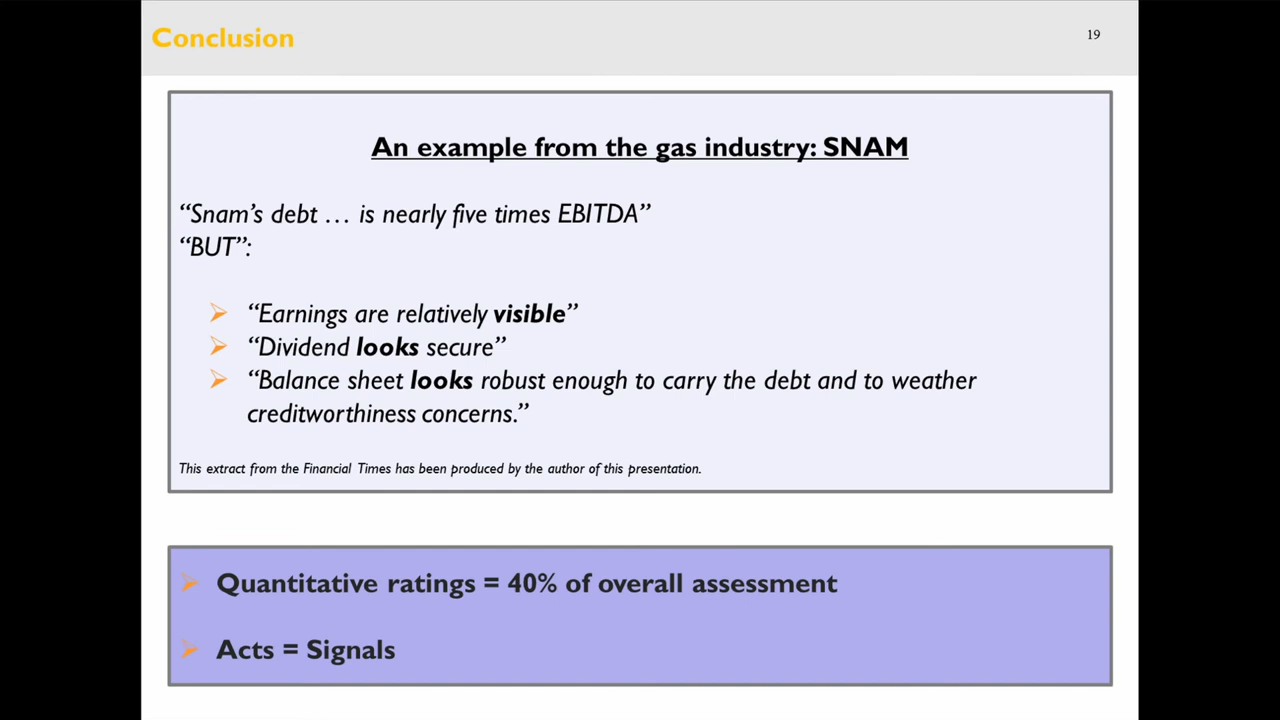 Conclusion
19
An example from the gas industry: SNAM
“Snam’s debt … is nearly five times EBITDA”
“BUT”:
“Earnings are relatively visible”
“Dividend looks secure”
“Balance sheet looks robust enough to carry the debt and to weather
creditworthiness concerns.”
This extract from the Financial Times has been produced by the author of this presentation.
Quantitative ratings = 40% of overall assessment
Acts = Signals